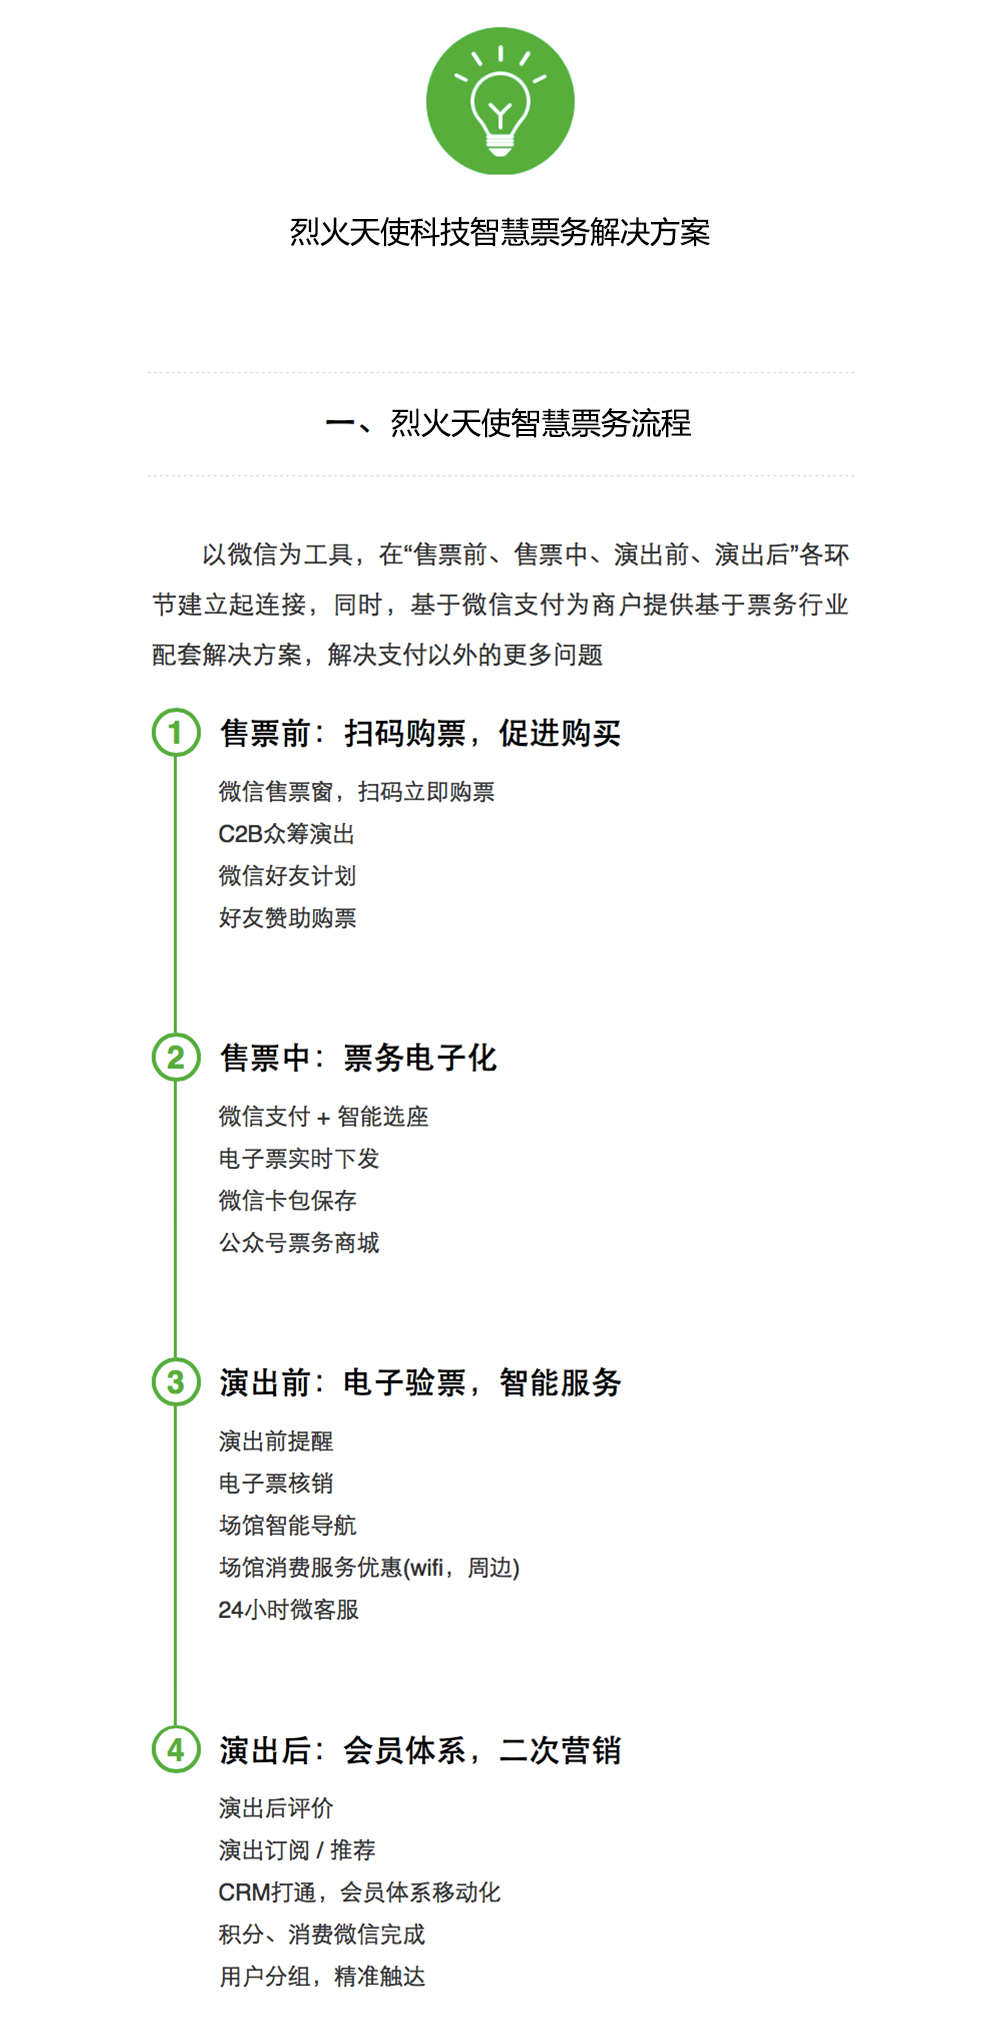 烈火天使科技智慧票务解决方案
一、烈火天使智慧票务流程
以微信为工具，在“售票前、售票中、演出前、演出后”各环
节建立起连接，同时，基于微信支付为商户提供基于票务行业
配套解决方案，解决支付以外的更多问题
1 售票前：扫码购票，促进购买
微信售票窗，扫码立即购票
C2B众筹演出
微信好友计划
好友赞助购票
2 售票中：票务电子化
微信支付 + 智能选座
电子票实时下发
微信卡包保存
公众号票务商城
3 演出前：电子验票，智能服务
演出前提醒
电子票核销
场馆智能导航
场馆消费服务优惠(wifi，周边)
24小时微客服
4 演出后：会员体系，二次营销
演出后评价
演出订阅 / 推荐
CRM打通，会员体系移动化
积分、消费微信完成
用户分组，精准触达